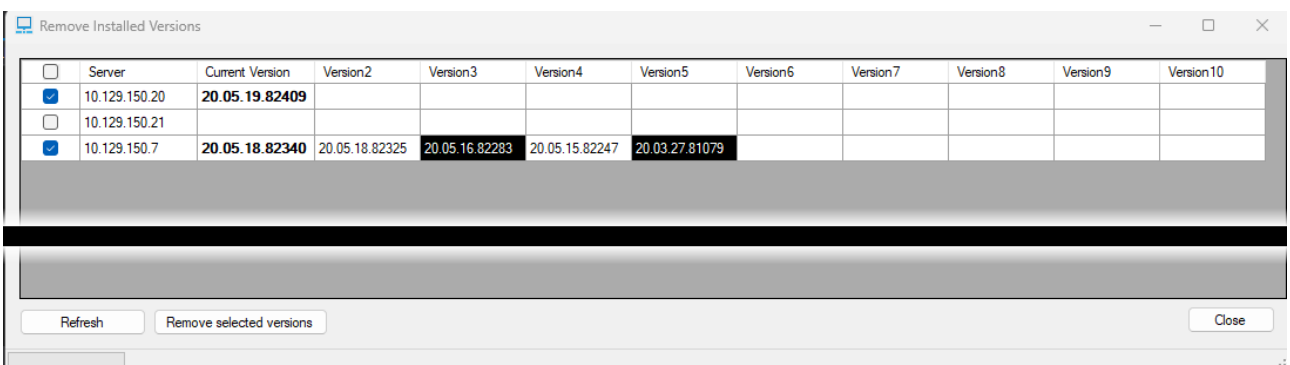 Remove Installed Versions
Server Current Version Version2 Version3 Version4 Version5 Version6 Version7 Version8 Version9 Version10
10.129.150.20 20.05.19.82409
10.129.150.21
10.129.150.7 20.05.18.82340 20.05.18.82325 20.05.16.82283 20.05.15.82247 20.03.27.81079
Refresh Remove selected versions Close